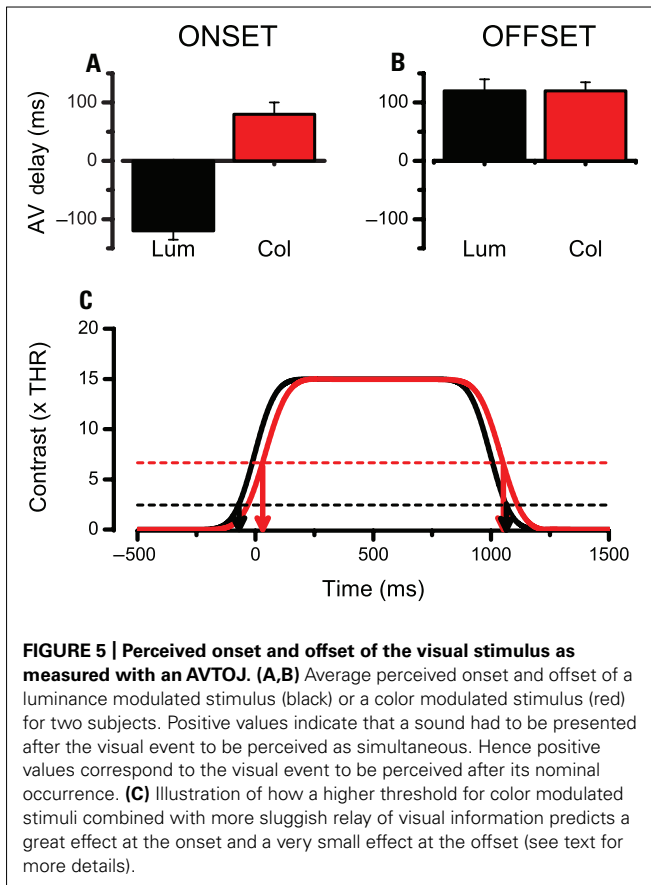 ONSET
OFFSET
A
B
AV delay (ms)
100
0
−100
Lum
Col
100
0
−100
Lum
Col
C
Contrast (x THR)
20
15
10
5
0
−500
0
500
1000
1500
Time (ms)
FIGURE 5 | Perceived onset and offset of the visual stimulus as
measured with an AVTOJ. (A,B) Average perceived onset and offset of a
luminance modulated stimulus (black) or a color modulated stimulus (red)
for two subjects. Positive values indicate that a sound had to be presented
after the visual event to be perceived as simultaneous. Hence positive
values correspond to the visual event to be perceived after its nominal
occurrence. (C) Illustration of how a higher threshold for color modulated
stimuli combined with more sluggish relay of visual information predicts a
great effect at the onset and a very small effect at the offset (see text for
more details).